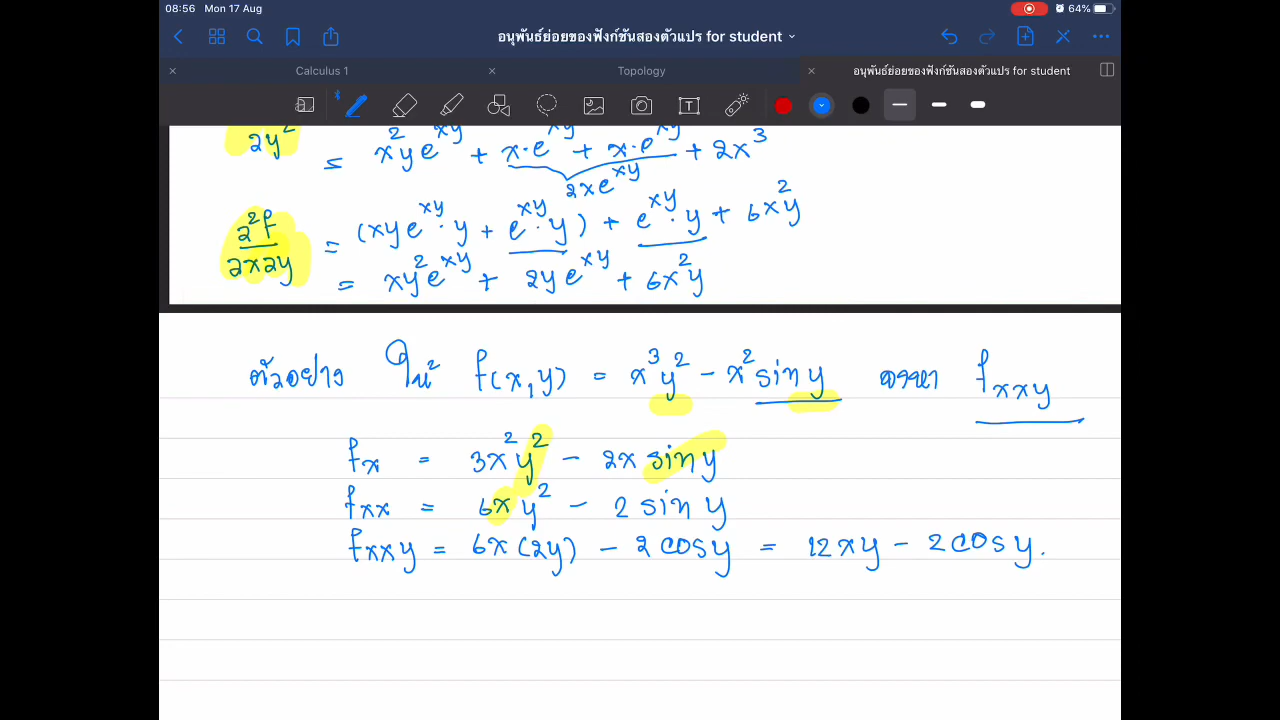 08:56 Mon 17 Aug
64%
อนุพันธ์ย่อยของฟังก์ชันสองตัวแปร for student
Calculus 1
Topology
อนุพันธ์ย่อยของฟังก์ชันสองตัวแปร for student
∂y² = x²ye^xy + x·e^xy + x·e^xy + 2x³
2xe^xy
∂²f/∂x∂y = (xye^xy·y + e^xy·y) + e^xy·y + 6x²y
= xy²e^xy + 2ye^xy + 6x²y
ตัวอย่าง ให้ f(x,y) = x³y² - x² sin y จงหา f_xxy
f_x = 3x²y² - 2x sin y
f_xx = 6xy² - 2 sin y
f_xxy = 6x(2y) - 2 cos y = 12xy - 2 cos y.